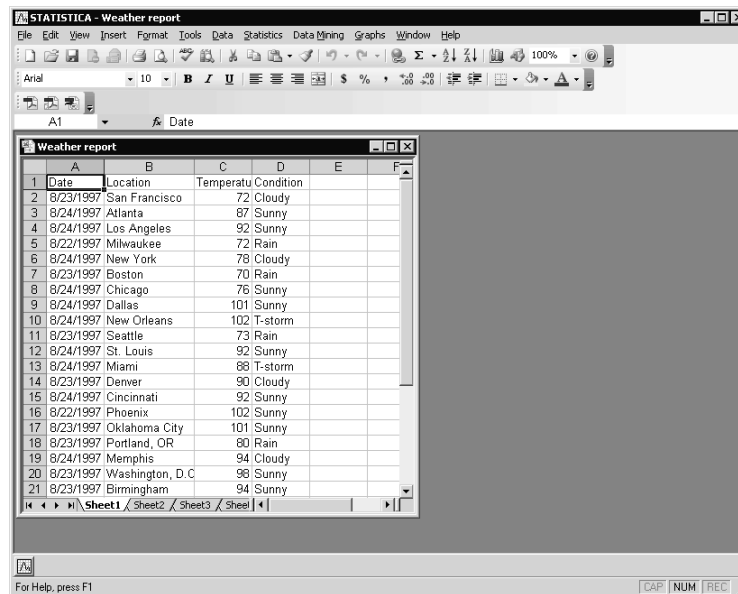 STATISTICA - Weather report
File Edit View Insert Format Tools Data Statistics Data Mining Graphs Window Help
100%
Arial 10 B I U $ % ,
A1 fx Date
Weather report
A B C D E F
1 Date Location Temperatu Condition
2 8/23/1997 San Francisco 72 Cloudy
3 8/24/1997 Atlanta 87 Sunny
4 8/24/1997 Los Angeles 92 Sunny
5 8/22/1997 Milwaukee 72 Rain
6 8/24/1997 New York 78 Cloudy
7 8/23/1997 Boston 70 Rain
8 8/24/1997 Chicago 76 Sunny
9 8/24/1997 Dallas 101 Sunny
10 8/24/1997 New Orleans 102 T-storm
11 8/23/1997 Seattle 73 Rain
12 8/24/1997 St. Louis 92 Sunny
13 8/24/1997 Miami 88 T-storm
14 8/23/1997 Denver 90 Cloudy
15 8/24/1997 Cincinnati 92 Sunny
16 8/22/1997 Phoenix 102 Sunny
17 8/23/1997 Oklahoma City 101 Sunny
18 8/23/1997 Portland, OR 80 Rain
19 8/24/1997 Memphis 94 Cloudy
20 8/23/1997 Washington, D.C 98 Sunny
21 8/23/1997 Birmingham 94 Sunny
Sheet1 Sheet2 Sheet3 Sheel
For Help, press F1 CAP NUM REC